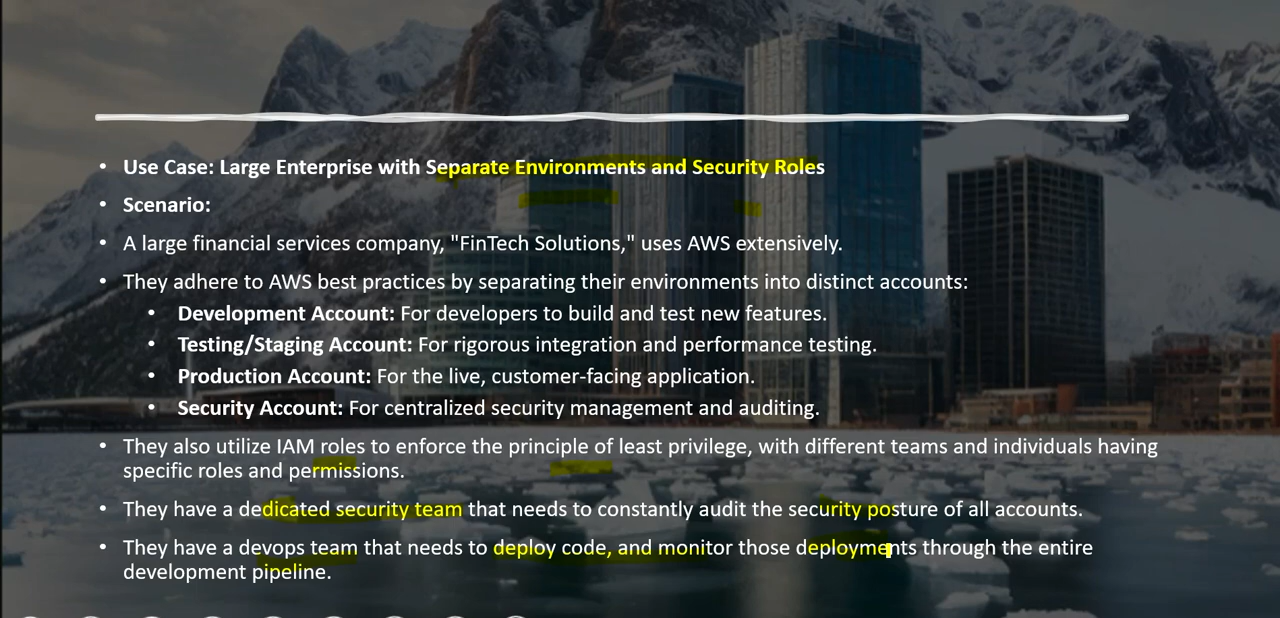 • Use Case: Large Enterprise with Separate Environments and Security Roles
• Scenario:
• A large financial services company, "FinTech Solutions," uses AWS extensively.
• They adhere to AWS best practices by separating their environments into distinct accounts:
• Development Account: For developers to build and test new features.
• Testing/Staging Account: For rigorous integration and performance testing.
• Production Account: For the live, customer-facing application.
• Security Account: For centralized security management and auditing.
• They also utilize IAM roles to enforce the principle of least privilege, with different teams and individuals having
specific roles and permissions.
• They have a dedicated security team that needs to constantly audit the security posture of all accounts.
• They have a devops team that needs to deploy code, and monitor those deployments through the entire
development pipeline.